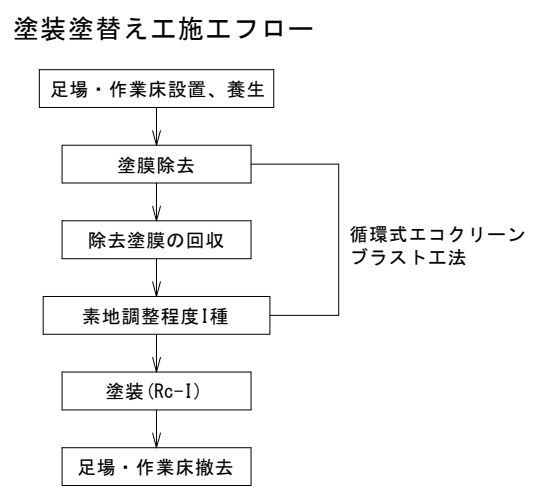 塗装塗替え工施工フロー
足場・作業床設置、養生
塗膜除去
除去塗膜の回収
循環式エコクリーン
ブラスト工法
素地調整程度I種
塗装(Rc-I)
足場・作業床撤去